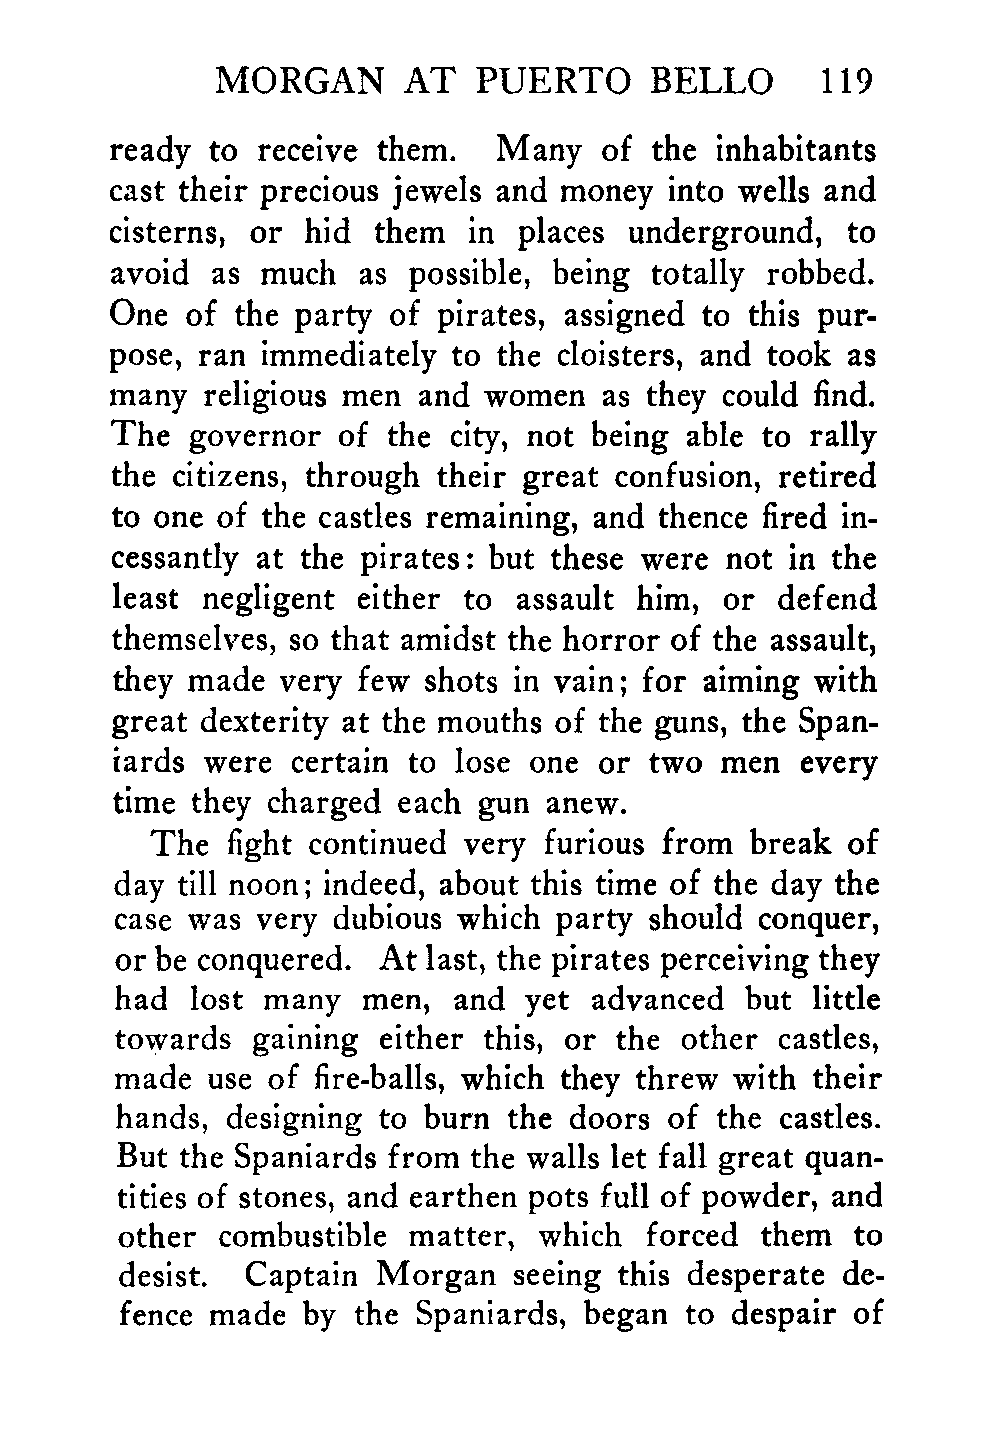 MORGAN AT PUERTO BELLO 119
ready to receive them. Many of the inhabitants
cast their precious jewels and money into wells and
cisterns, or hid them in places underground, to
avoid as much as possible, being totally robbed.
One of the party of pirates, assigned to this pur-
pose, ran immediately to the cloisters, and took as
many religious men and women as they could find.
The governor of the city, not being able to rally
the citizens, through their great confusion, retired
to one of the castles remaining, and thence fired in-
cessantly at the pirates: but these were not in the
least negligent either to assault him, or defend
themselves, so that amidst the horror of the assault,
they made very few shots in vain; for aiming with
great dexterity at the mouths of the guns, the Span-
iards were certain to lose one or two men every
time they charged each gun anew.
The fight continued very furious from break of
day till noon; indeed, about this time of the day the
case was very dubious which party should conquer,
or be conquered. At last, the pirates perceiving they
had lost many men, and yet advanced but little
towards gaining either this, or the other castles,
made use of fire-balls, which they threw with their
hands, designing to burn the doors of the castles.
But the Spaniards from the walls let fall great quan-
tities of stones, and earthen pots full of powder, and
other combustible matter, which forced them to
desist. Captain Morgan seeing this desperate de-
fence made by the Spaniards, began to despair of